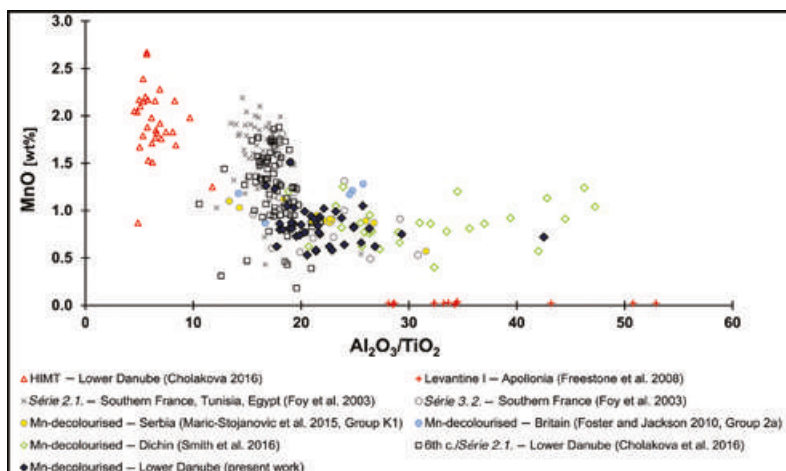 3.0
2.5
2.0
1.5
1.0
0.5
0.0
MnO [wt%]
0 10 20 30 40 50 60
Al₂O₃/TiO₂
HIMT – Lower Danube (Cholakova 2016)
Levantine I – Apollonia (Freestone et al. 2008)
Série 2.1. – Southern France, Tunisia, Egypt (Foy et al. 2003)
Série 3.2. – Southern France (Foy et al. 2003)
Mn-decolourised – Serbia (Maric-Stojanovic et al. 2015, Group K1)
Mn-decolourised – Britain (Foster and Jackson 2010, Group 2a)
Mn-decolourised – Dichin (Smith et al. 2016)
6th c./Série 2.1. – Lower Danube (Cholakova et al. 2016)
Mn-decolourised – Lower Danube (present work)